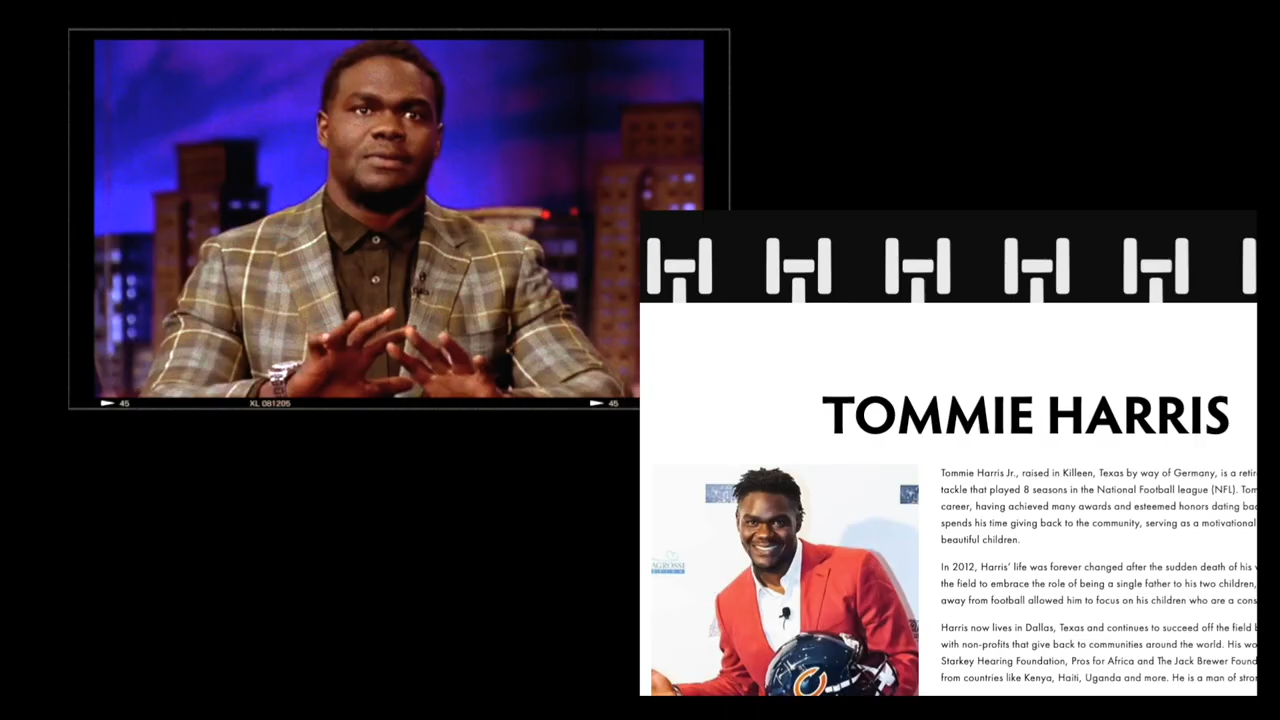 45
XL 081205
45
TOMMIE HARRIS
Tommie Harris Jr., raised in Killeen, Texas by way of Germany, is a
tackle that played 8 seasons in the National Football league (NFL).
career, having achieved many awards and esteemed honors dating
spends his time giving back to the community, serving as a motivational
beautiful children.
In 2012, Harris' life was forever changed after the sudden death of his
the field to embrace the role of being a single father to his two children,
away from football allowed him to focus on his children who are a
Harris now lives in Dallas, Texas and continues to succeed off the field
with non-profits that give back to communities around the world. His
Starkey Hearing Foundation, Pros for Africa and The Jack Brewer
from countries like Kenya, Haiti, Uganda and more. He is a man of